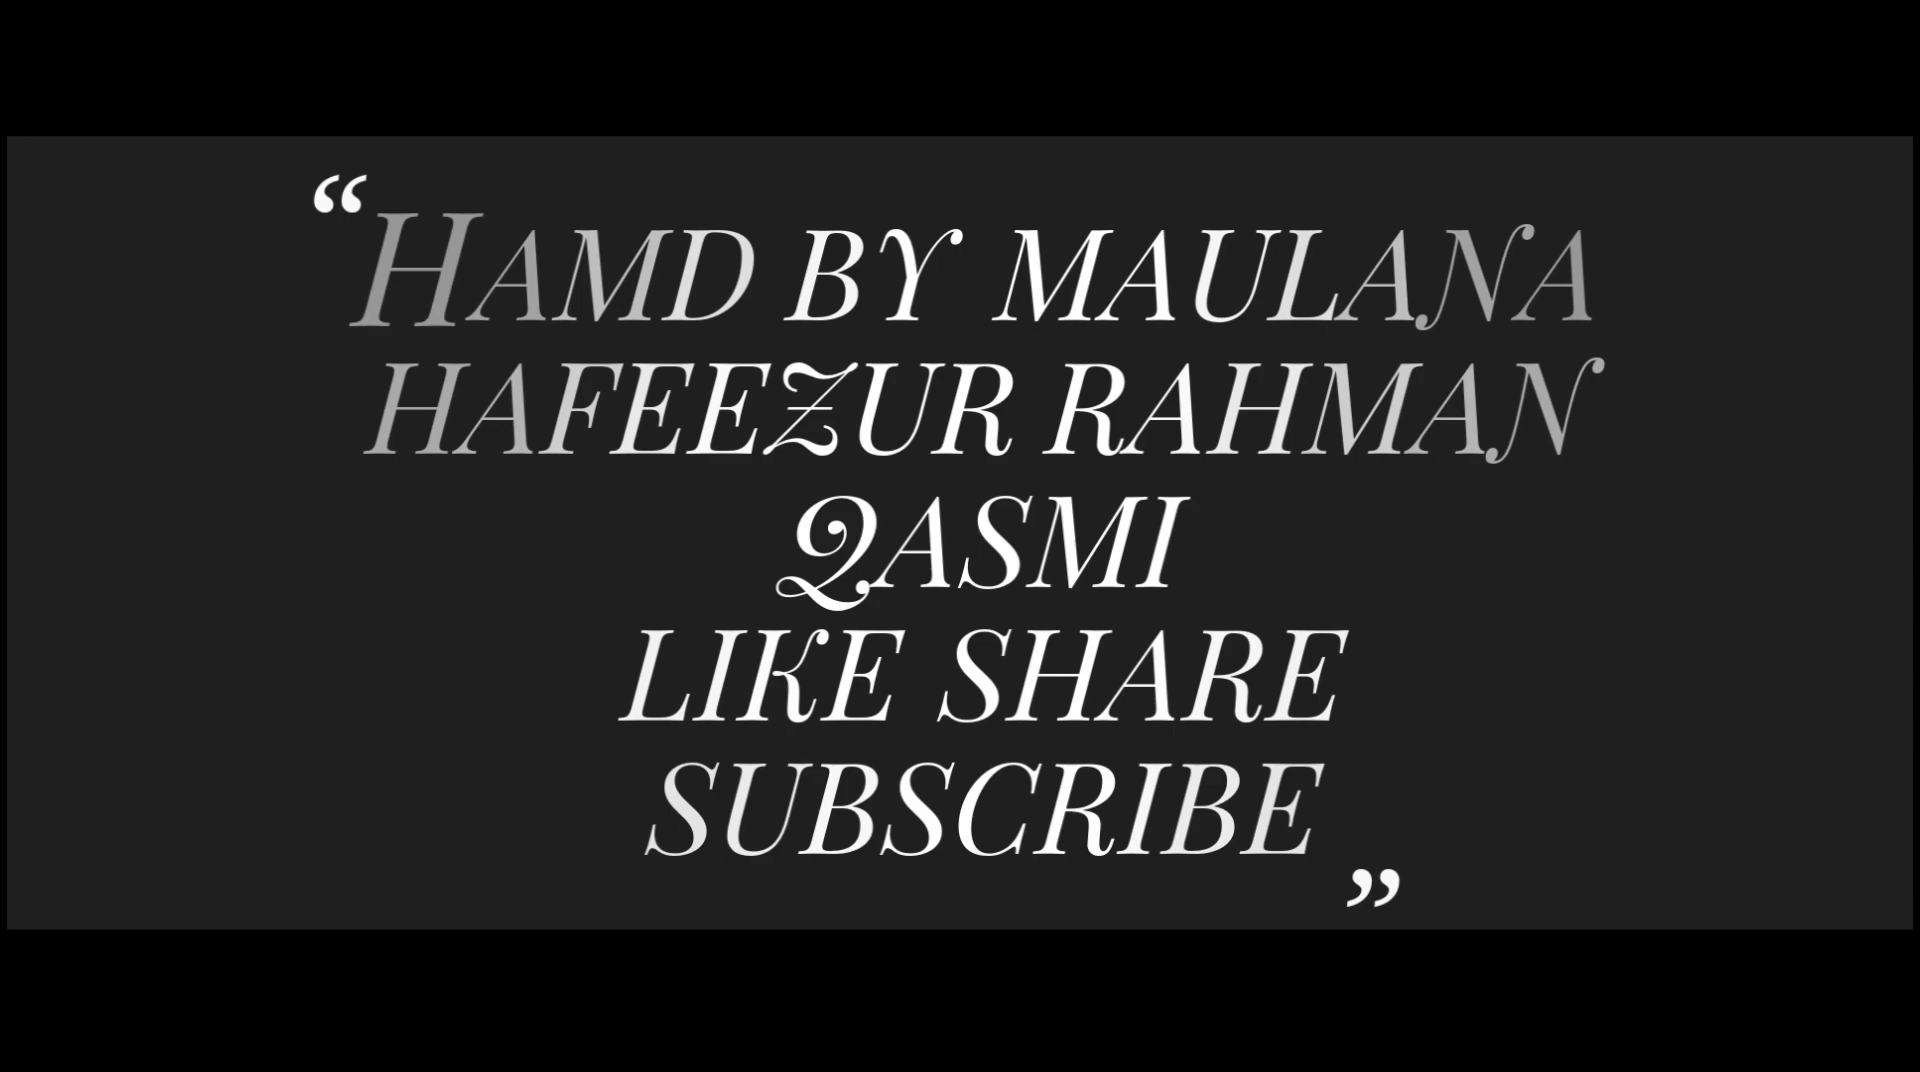 “HAMD BY MAULANA
HAFEEZUR RAHMAN
QASMI
LIKE SHARE
SUBSCRIBE”